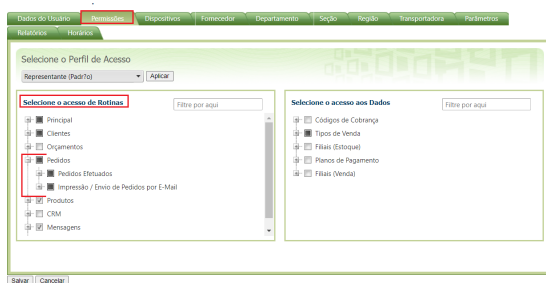 Dados do Usuário Permissões Dispositivos Fornecedor Departamento Seção Região Transportadora Parâmetros
Relatórios Horários
Selecione o Perfil de Acesso
Representante (Padr?o) Aplicar
Selecione o acesso de Rotinas Filtre por aqui
Principal
Clientes
Orçamentos
Pedidos
Pedidos Efetuados
Impressão / Envio de Pedidos por E-Mail
Produtos
CRM
Mensagens
Selecione o acesso aos Dados Filtre por aqui
Códigos de Cobrança
Tipos de Venda
Filiais (Estoque)
Planos de Pagamento
Filiais (Venda)
Salvar Cancelar